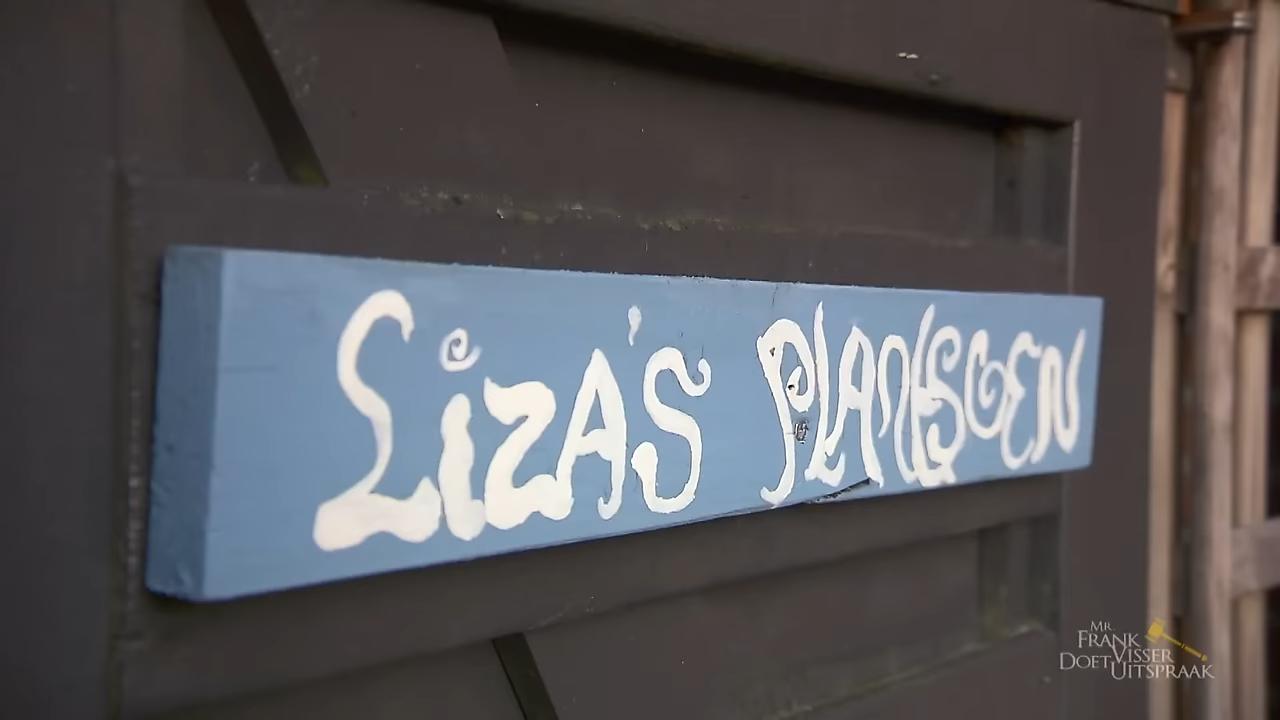 Liza's PLANTSOEN
MR.
FRANK
VISSER
DOET
UITSPRAAK